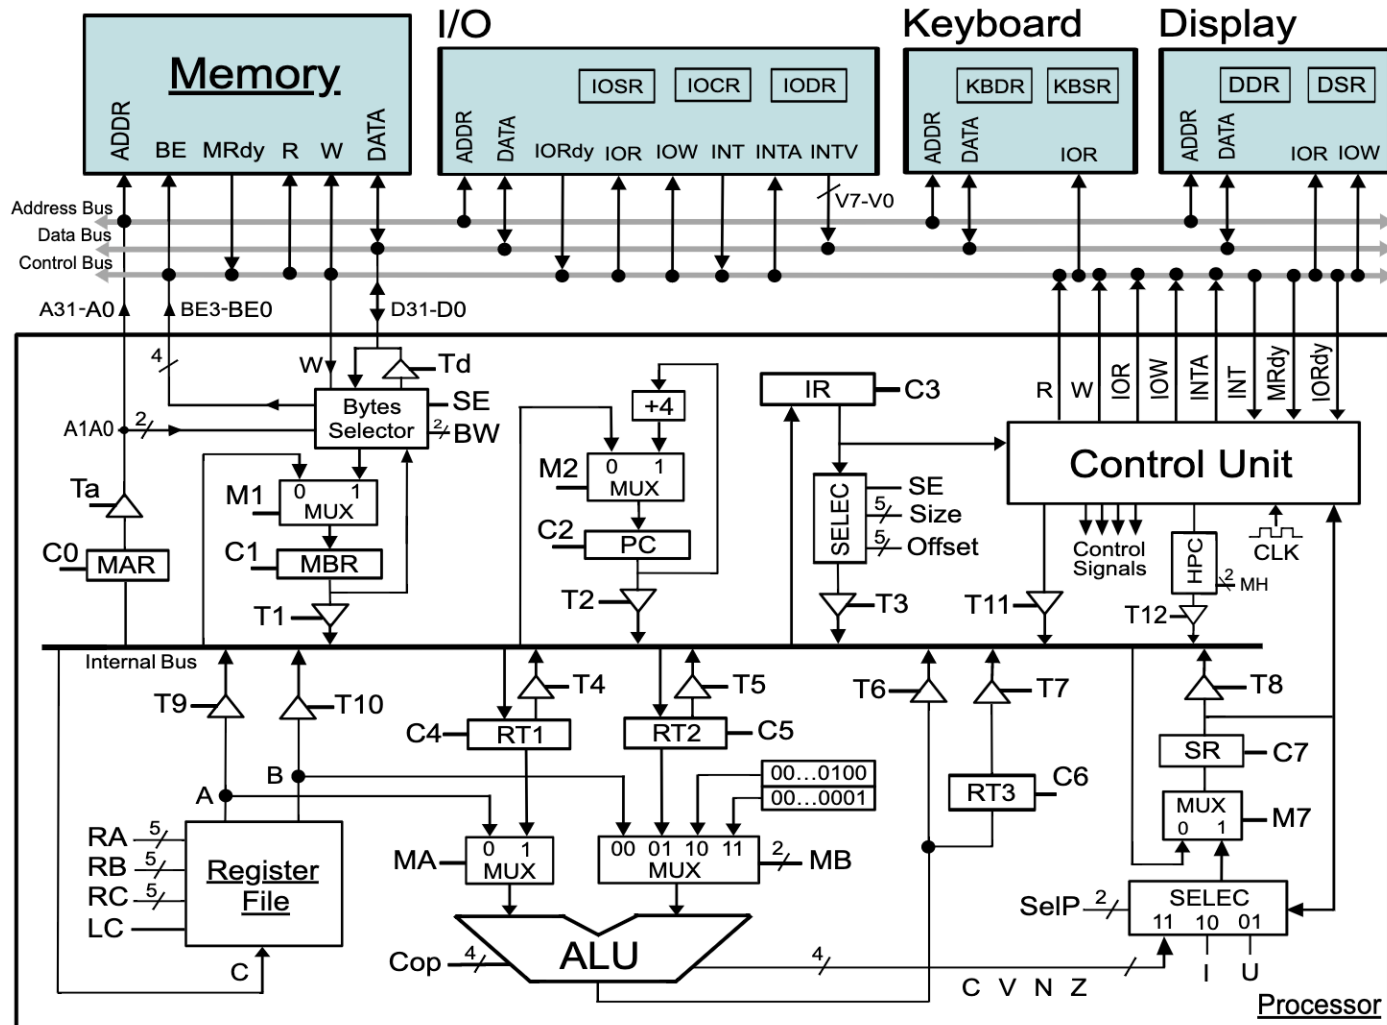 I/O
Keyboard
Display
Memory
IOSR
IOCR
IODR
KBDR
KBSR
DDR
DSR
ADDR
BE
MRdy
R
W
DATA
ADDR
DATA
IORdy
IOR
IOW
INT
INTA
INTV
ADDR
DATA
IOR
ADDR
DATA
IOR
IOW
V7-V0
Address Bus
Data Bus
Control Bus
A31-A0
BE3-BE0
D31-D0
4
W
Td
R
W
IOR
IOW
INTA
INT
MRdy
IORdy
Bytes
Selector
SE
2
BW
A1A0
2
+4
IR
C3
Control Unit
M1
0 1
MUX
M2
0 1
MUX
SELEC
SE
5
Size
5
Offset
Ta
C0
MAR
C1
MBR
C2
PC
Control
Signals
HPC
2
MH
CLK
T1
T2
T3
T11
T12
Internal Bus
T9
T10
T4
T5
T6
T7
T8
C4
RT1
RT2
C5
SR
C7
A
B
00...0100
00...0001
RT3
C6
MUX
0 1
M7
RA
5
RB
5
RC
5
LC
Register
File
MA
0 1
MUX
00 01 10 11
MUX
2
MB
SelP
2
SELEC
11 10 01
C
Cop
4
ALU
4
C V N Z
I
U
Processor